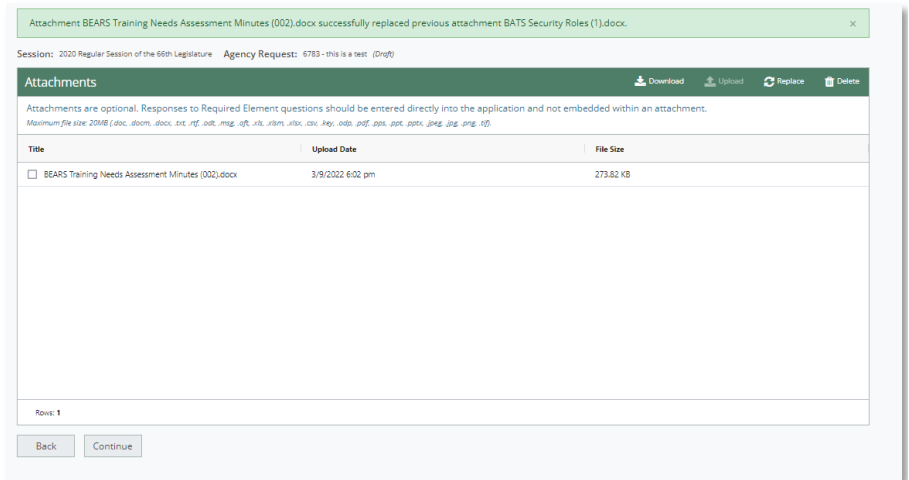 Attachment BEARS Training Needs Assessment Minutes (002).docx successfully replaced previous attachment BATS Security Roles (1).docx. ×
Session: 2020 Regular Session of the 66th Legislature Agency Request: 6783 - this is a test (Draft)
Attachments Download Upload Replace Delete
Attachments are optional. Responses to Required Element questions should be entered directly into the application and not embedded within an attachment.
Maximum file size: 20MB (.doc, .docm, .docx, .txt, .rtf, .odt, .msg, .oft, .xls, .xlsm, .xlsx, .csv, .key, .odp, .pdf, .pps, .ppt, .pptx, .jpeg, .jpg, .png, .tif).
Title Upload Date File Size
BEARS Training Needs Assessment Minutes (002).docx 3/9/2022 6:02 pm 273.82 KB
Rows: 1
Back Continue